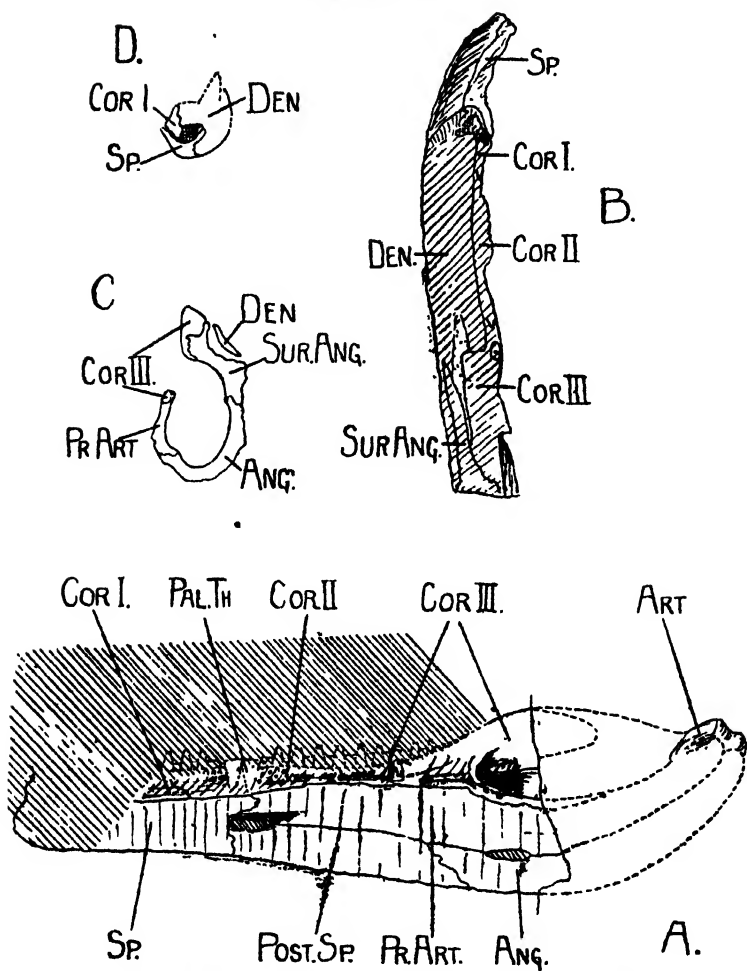 D.
COR I
DEN
SP.
SP.
COR I.
B.
DEN.
COR II
COR III
SUR ANG.
C
DEN
SUR.ANG.
COR III.
PR ART
ANG.
COR I.
PAL.TH
COR.II
COR III.
ART
SP.
POST.SP.
PR.ART.
ANG.
A.